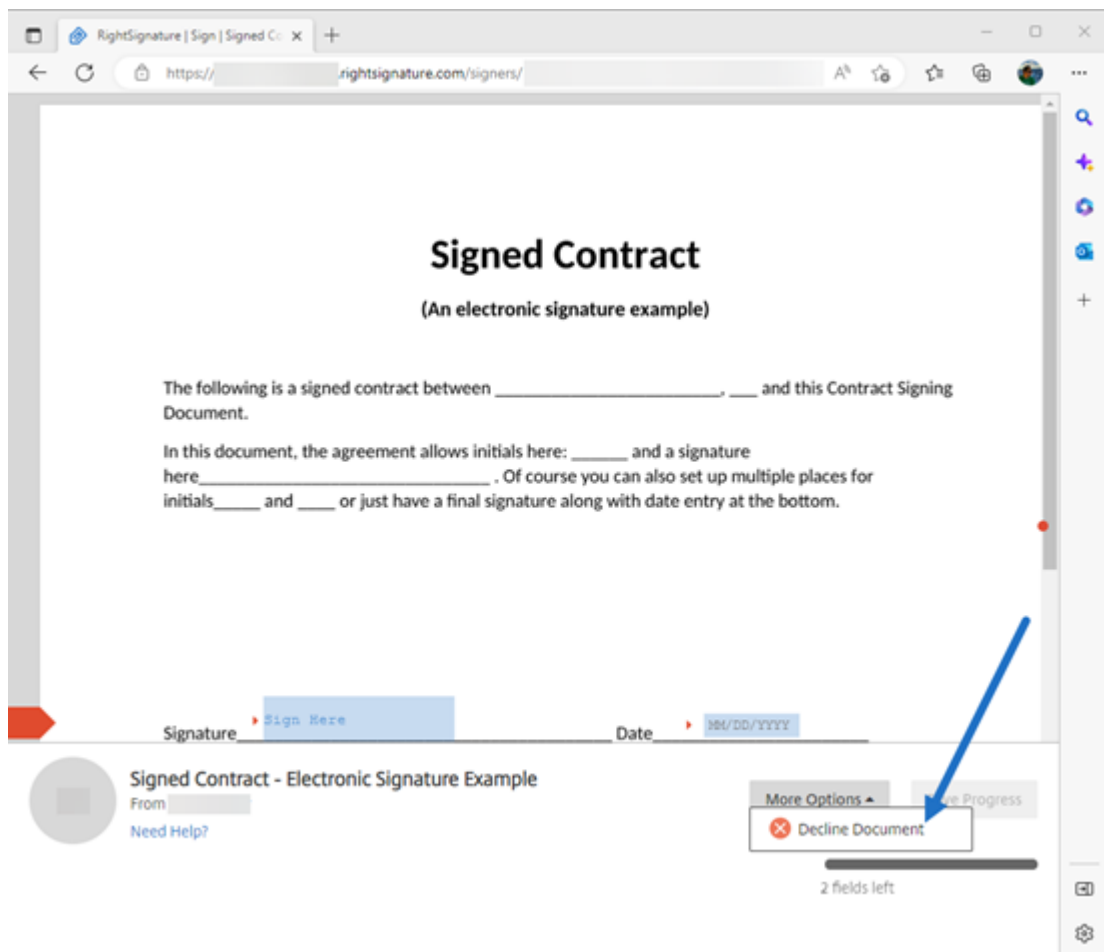 RightSignature | Sign | Signed Co
https:// .rightsignature.com/signers/
Signed Contract
(An electronic signature example)
The following is a signed contract between _________________________, ___ and this Contract Signing
Document.
In this document, the agreement allows initials here: ______ and a signature
here________________________________ . Of course you can also set up multiple places for
initials_____ and ____ or just have a final signature along with date entry at the bottom.
Sign Here
MM/DD/YYYY
Signature__________________________________________ Date________________________
Signed Contract - Electronic Signature Example
From
Need Help?
More Options
Progress
Decline Document
2 fields left